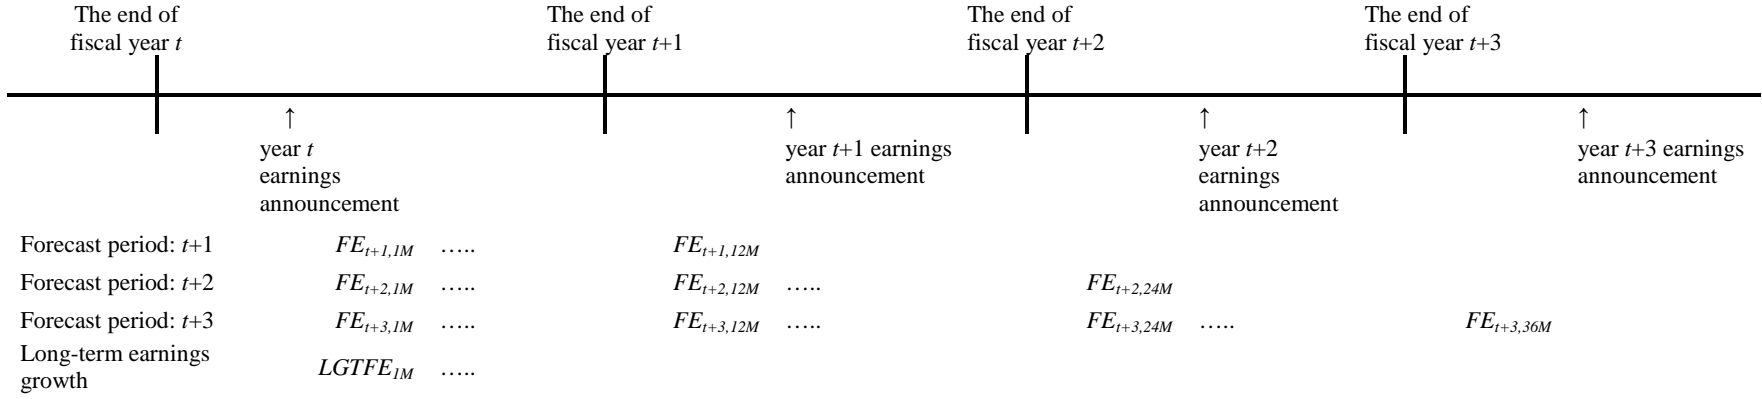 The end of fiscal year t
The end of fiscal year t+1
The end of fiscal year t+2
The end of fiscal year t+3
↑ ↑ ↑ ↑
year t earnings announcement
year t+1 earnings announcement
year t+2 earnings announcement
year t+3 earnings announcement
Forecast period: t+1 FEt+1,1M ….. FEt+1,12M
Forecast period: t+2 FEt+2,1M ….. FEt+2,12M ….. FEt+2,24M
Forecast period: t+3 FEt+3,1M ….. FEt+3,12M ….. FEt+3,24M ….. FEt+3,36M
Long-term earnings growth LGTFE1M …..